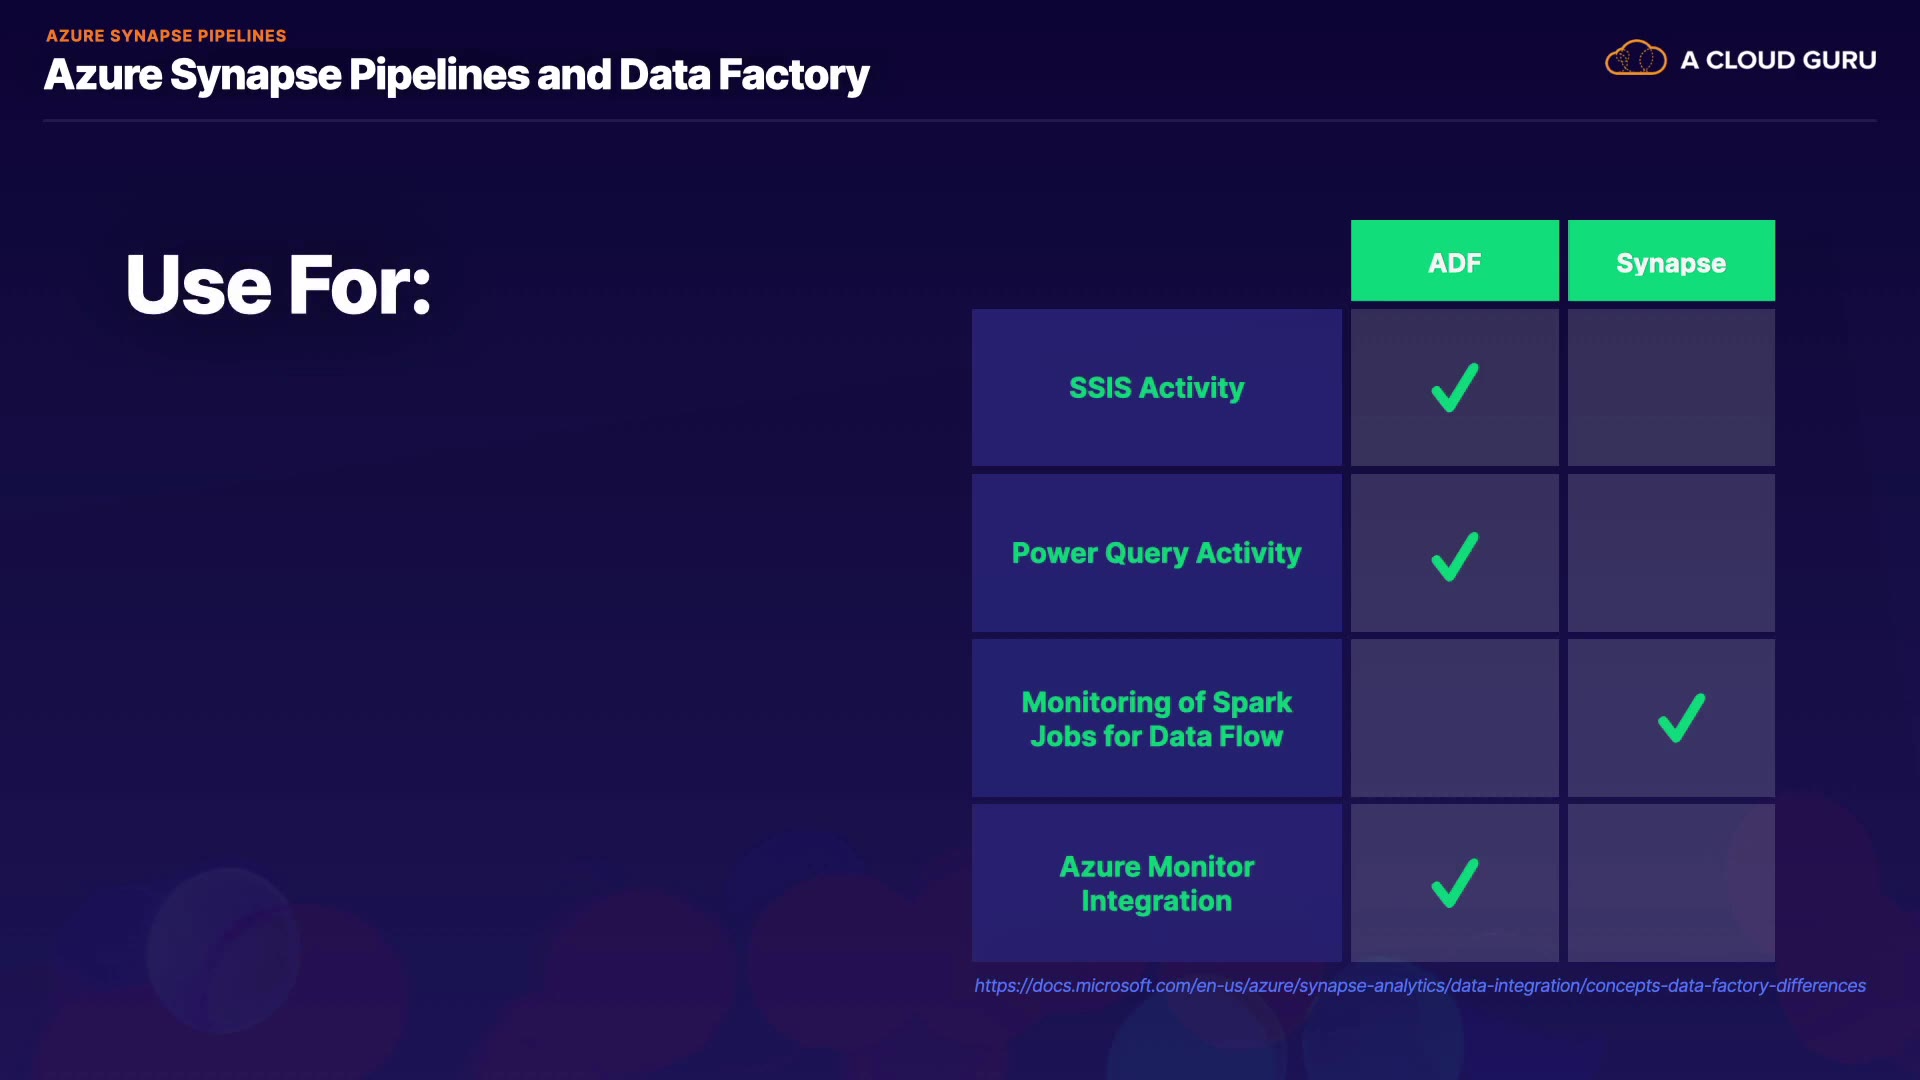 AZURE SYNAPSE PIPELINES
Azure Synapse Pipelines and Data Factory
A CLOUD GURU
Use For:
ADF
Synapse
SSIS Activity
Power Query Activity
Monitoring of Spark
Jobs for Data Flow
Azure Monitor
Integration
https://docs.microsoft.com/en-us/azure/synapse-analytics/data-integration/concepts-data-factory-differences